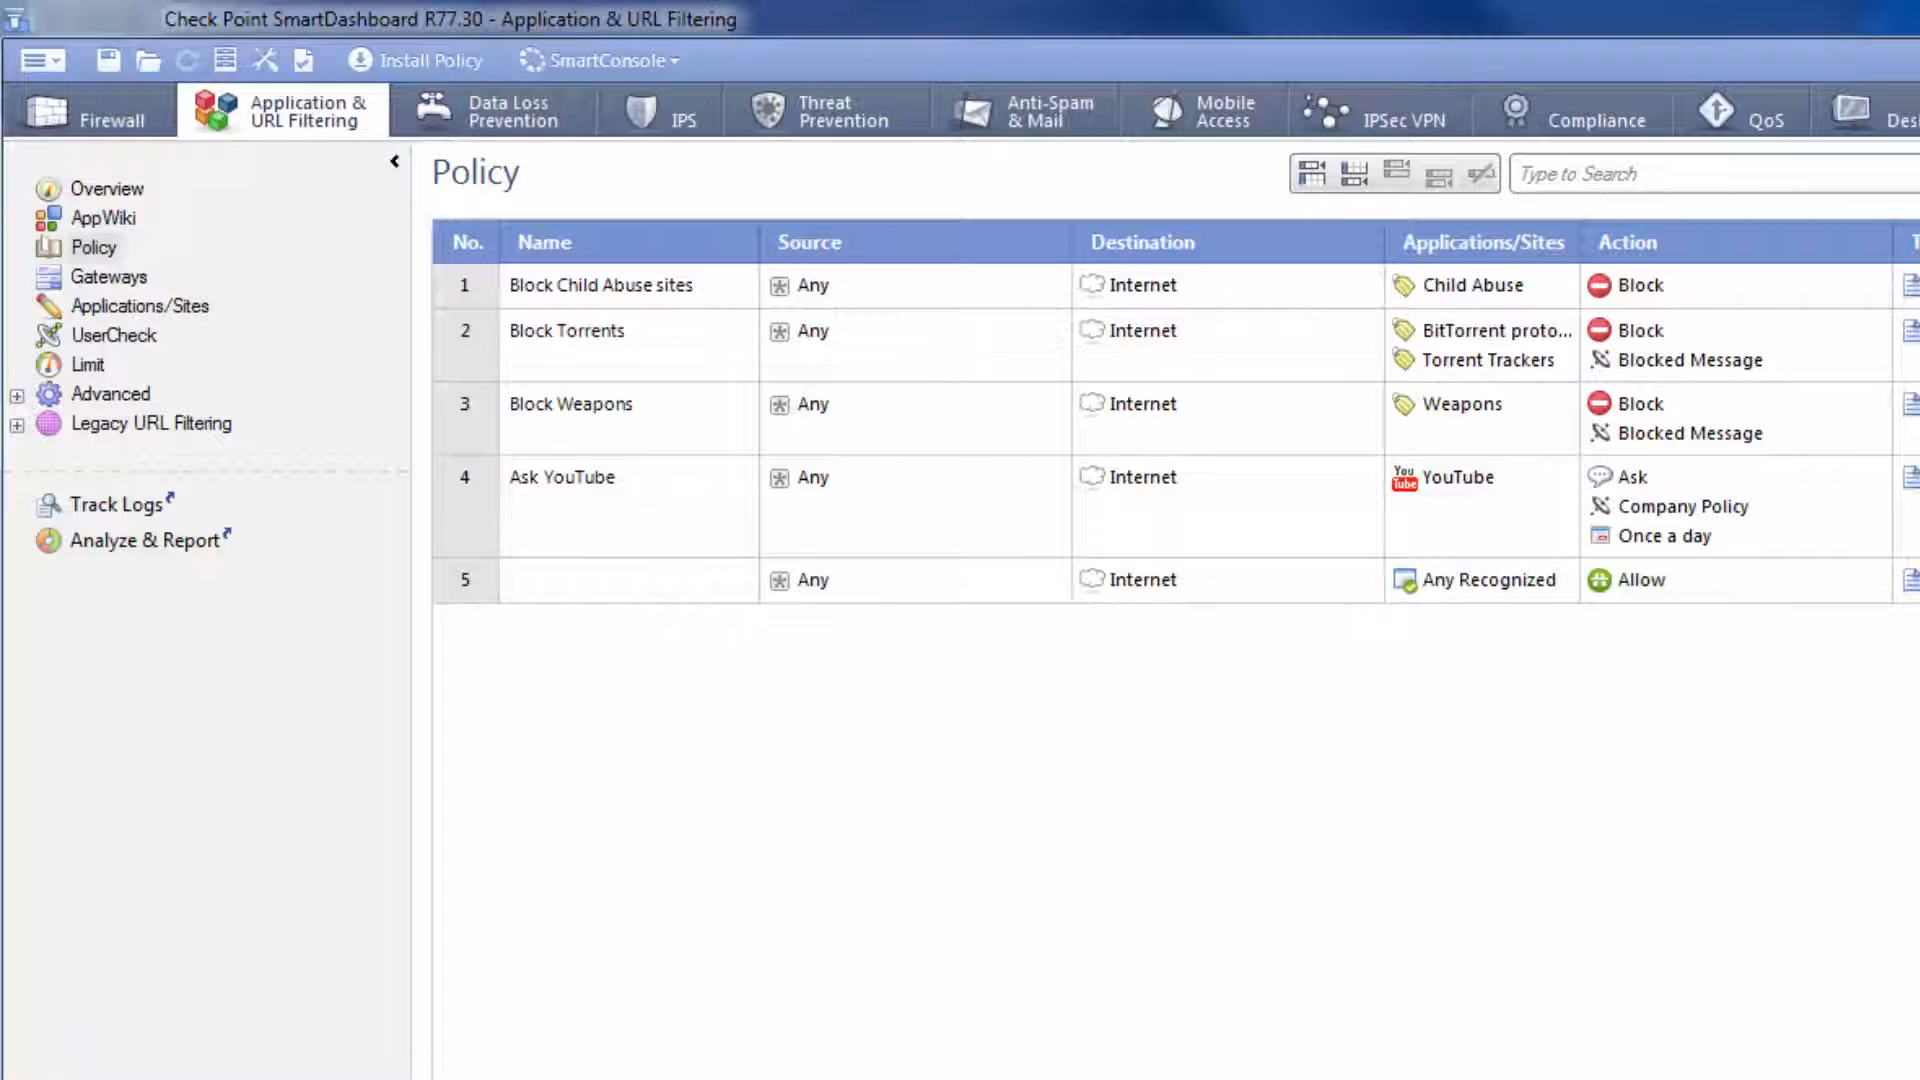 Check Point SmartDashboard R77.30 - Application & URL Filtering
Install Policy SmartConsole
Firewall
Application &
URL Filtering
Data Loss
Prevention
IPS
Threat
Prevention
Anti-Spam
& Mail
Mobile
Access
IPSec VPN
Compliance
QoS
Overview
AppWiki
Policy
Gateways
Applications/Sites
UserCheck
Limit
Advanced
Legacy URL Filtering
Track Logs
Analyze & Report
Policy
Type to Search
No. Name Source Destination Applications/Sites Action
1 Block Child Abuse sites Any Internet Child Abuse Block
2 Block Torrents Any Internet BitTorrent proto... Block
Torrent Trackers Blocked Message
3 Block Weapons Any Internet Weapons Block
Blocked Message
4 Ask YouTube Any Internet You Tube YouTube Ask
Company Policy
Once a day
5 Any Internet Any Recognized Allow